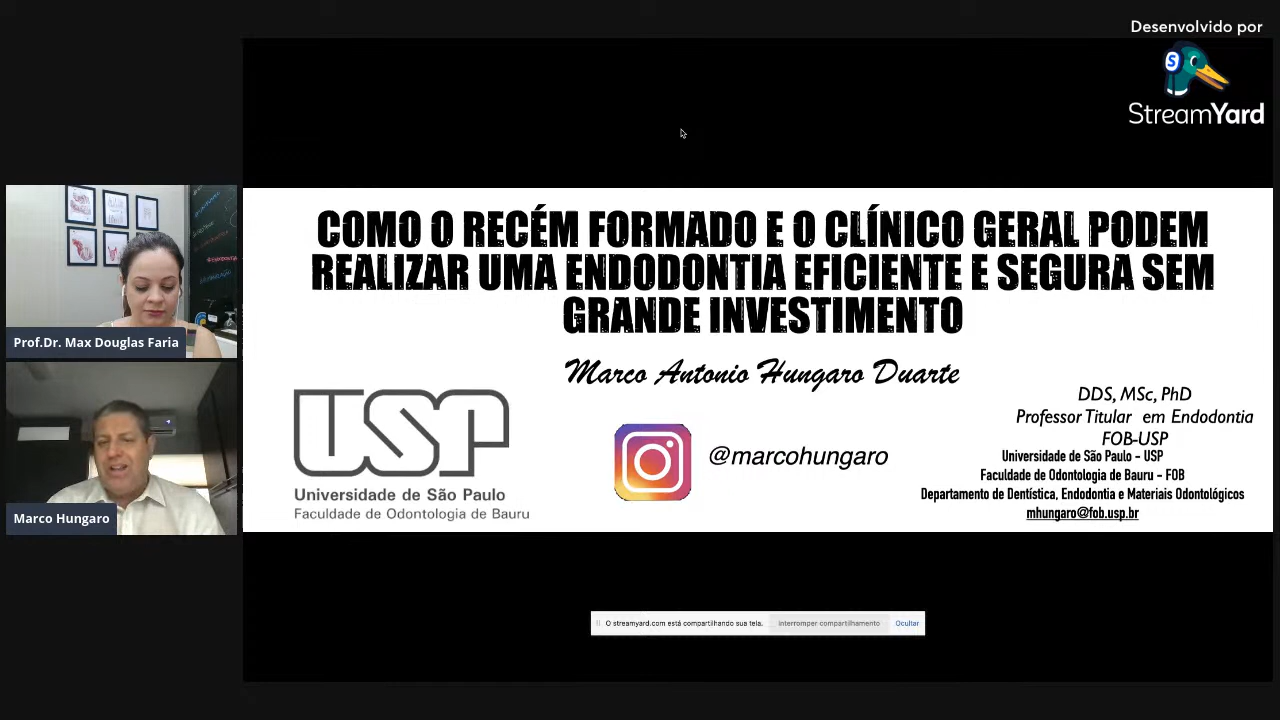 Desenvolvido por
StreamYard
Prof.Dr. Max Douglas Faria
Marco Hungaro
COMO O RECÉM FORMADO E O CLÍNICO GERAL PODEM
REALIZAR UMA ENDODONTIA EFICIENTE E SEGURA SEM
GRANDE INVESTIMENTO
Marco Antonio Hungaro Duarte
USP
Universidade de São Paulo
Faculdade de Odontologia de Bauru
@marcohungaro
DDS, MSc, PhD
Professor Titular em Endodontia
FOB-USP
Universidade de São Paulo - USP
Faculdade de Odontologia de Bauru - FOB
Departamento de Dentística, Endodontia e Materiais Odontológicos
mhungaro@fob.usp.br
O streamyard.com está compartilhando sua tela.
Interromper compartilhamento
Ocultar